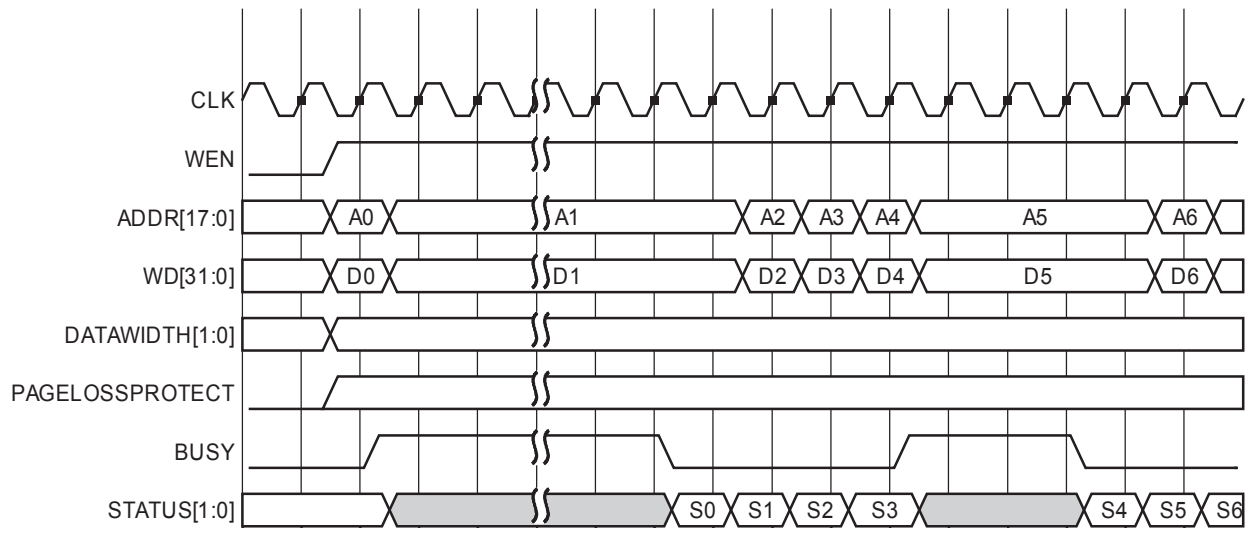 CLK
WEN
ADDR[17:0] A0 A1 A2 A3 A4 A5 A6
WD[31:0] D0 D1 D2 D3 D4 D5 D6
DATAWIDTH[1:0]
PAGELOSSPROTECT
BUSY
STATUS[1:0] S0 S1 S2 S3 S4 S5 S6